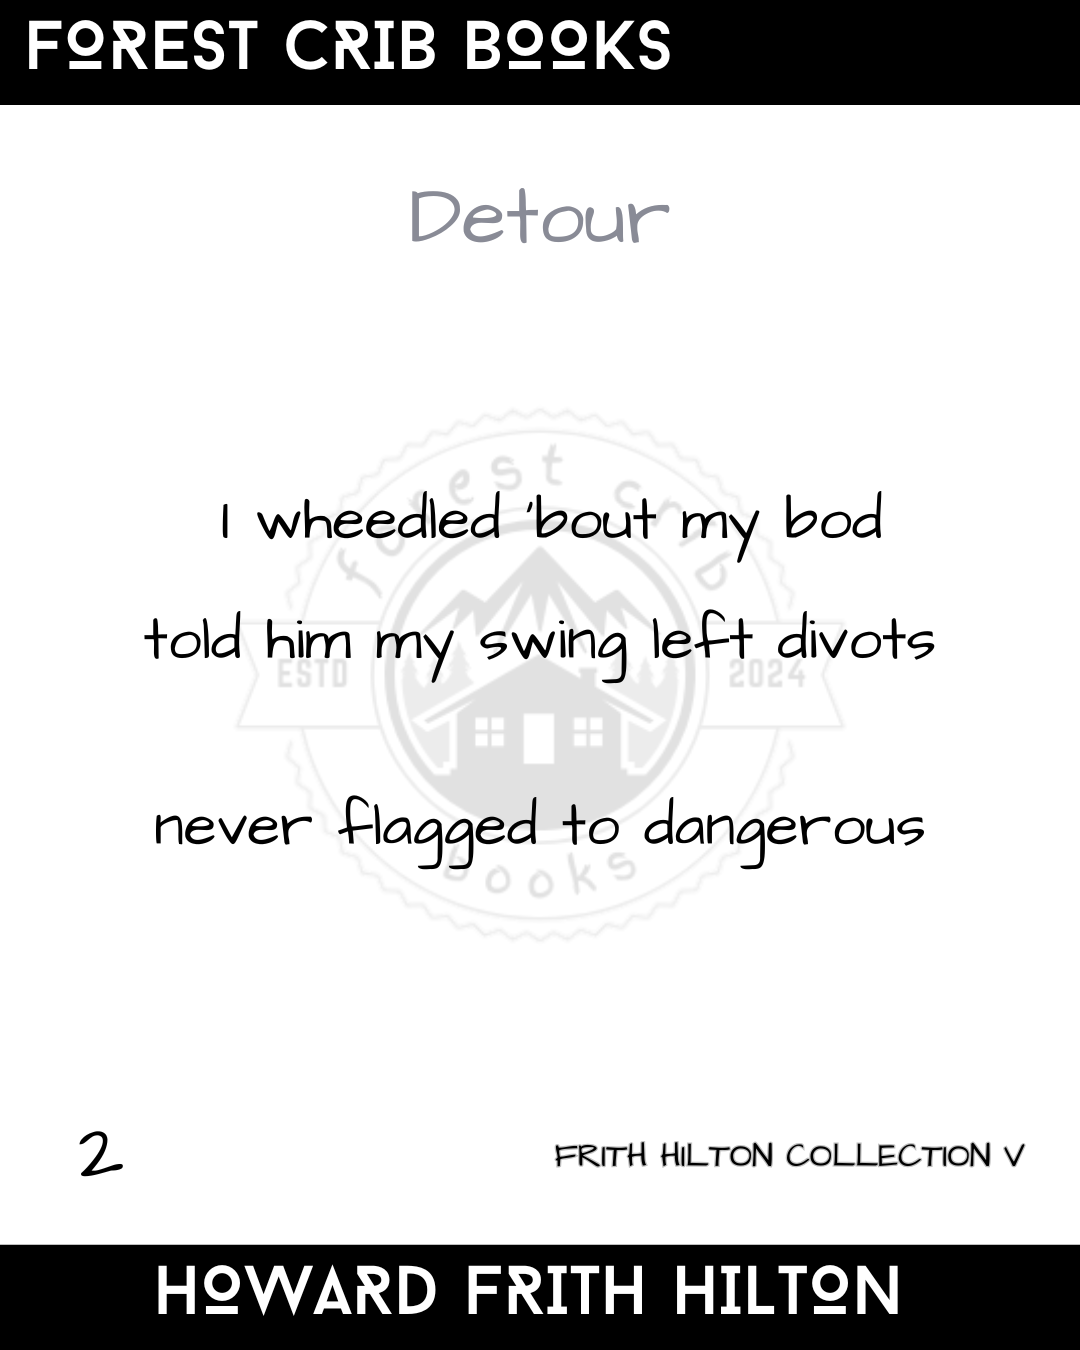 FOREST CRIB BOOKS
Detour
forest crib
I wheedled 'bout my bod
told him my swing left divots
ESTD 2024
never flagged to dangerous
books
2 FRITH HILTON COLLECTION V
HOWARD FRITH HILTON